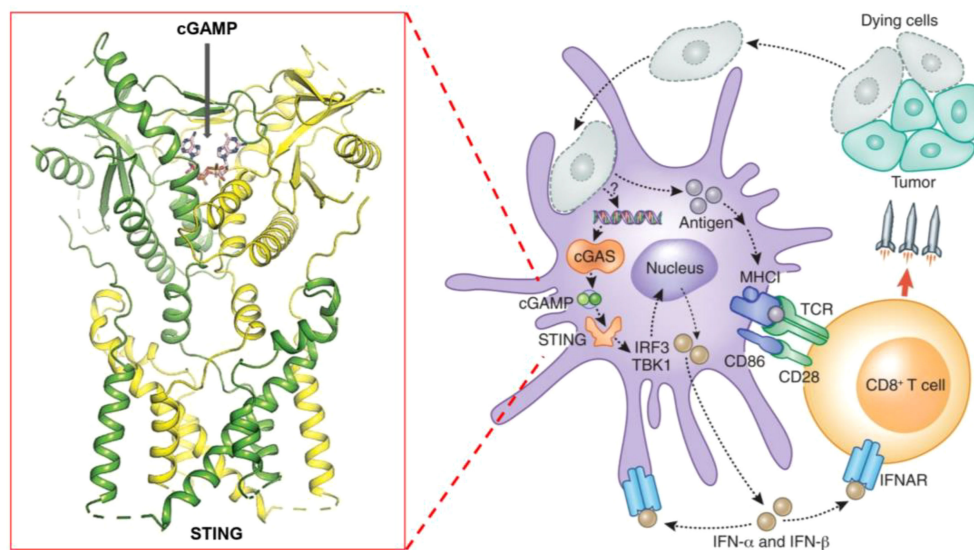 cGAMP
STING
Dying cells
Tumor
?
Antigen
cGAS
Nucleus
MHCI
cGAMP
TCR
STING
IRF3
TBK1
CD86
CD28
CD8⁺ T cell
IFNAR
IFN-α and IFN-β